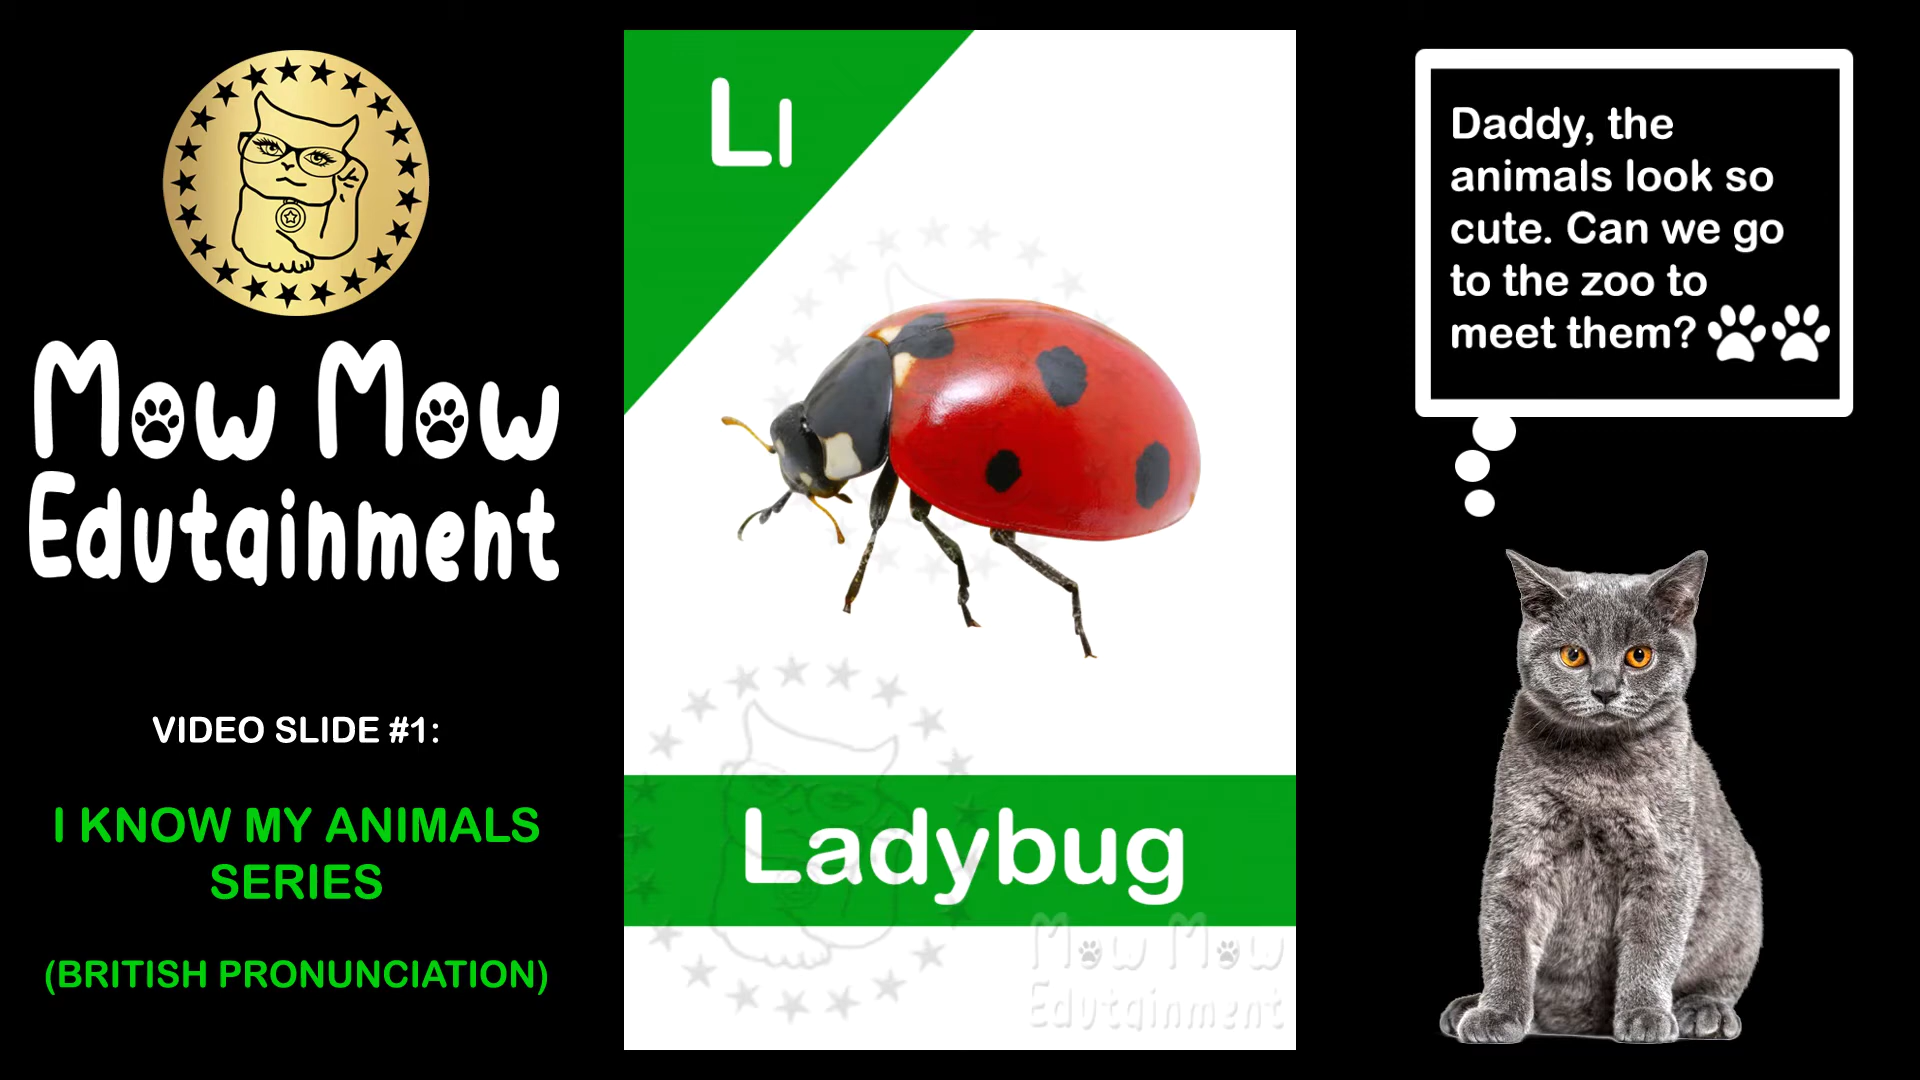 Mow Mow
Edutainment
VIDEO SLIDE #1:
I KNOW MY ANIMALS
SERIES
(BRITISH PRONUNCIATION)
Ll
Ladybug
Mow Mow
Edutainment
Daddy, the
animals look so
cute. Can we go
to the zoo to
meet them?